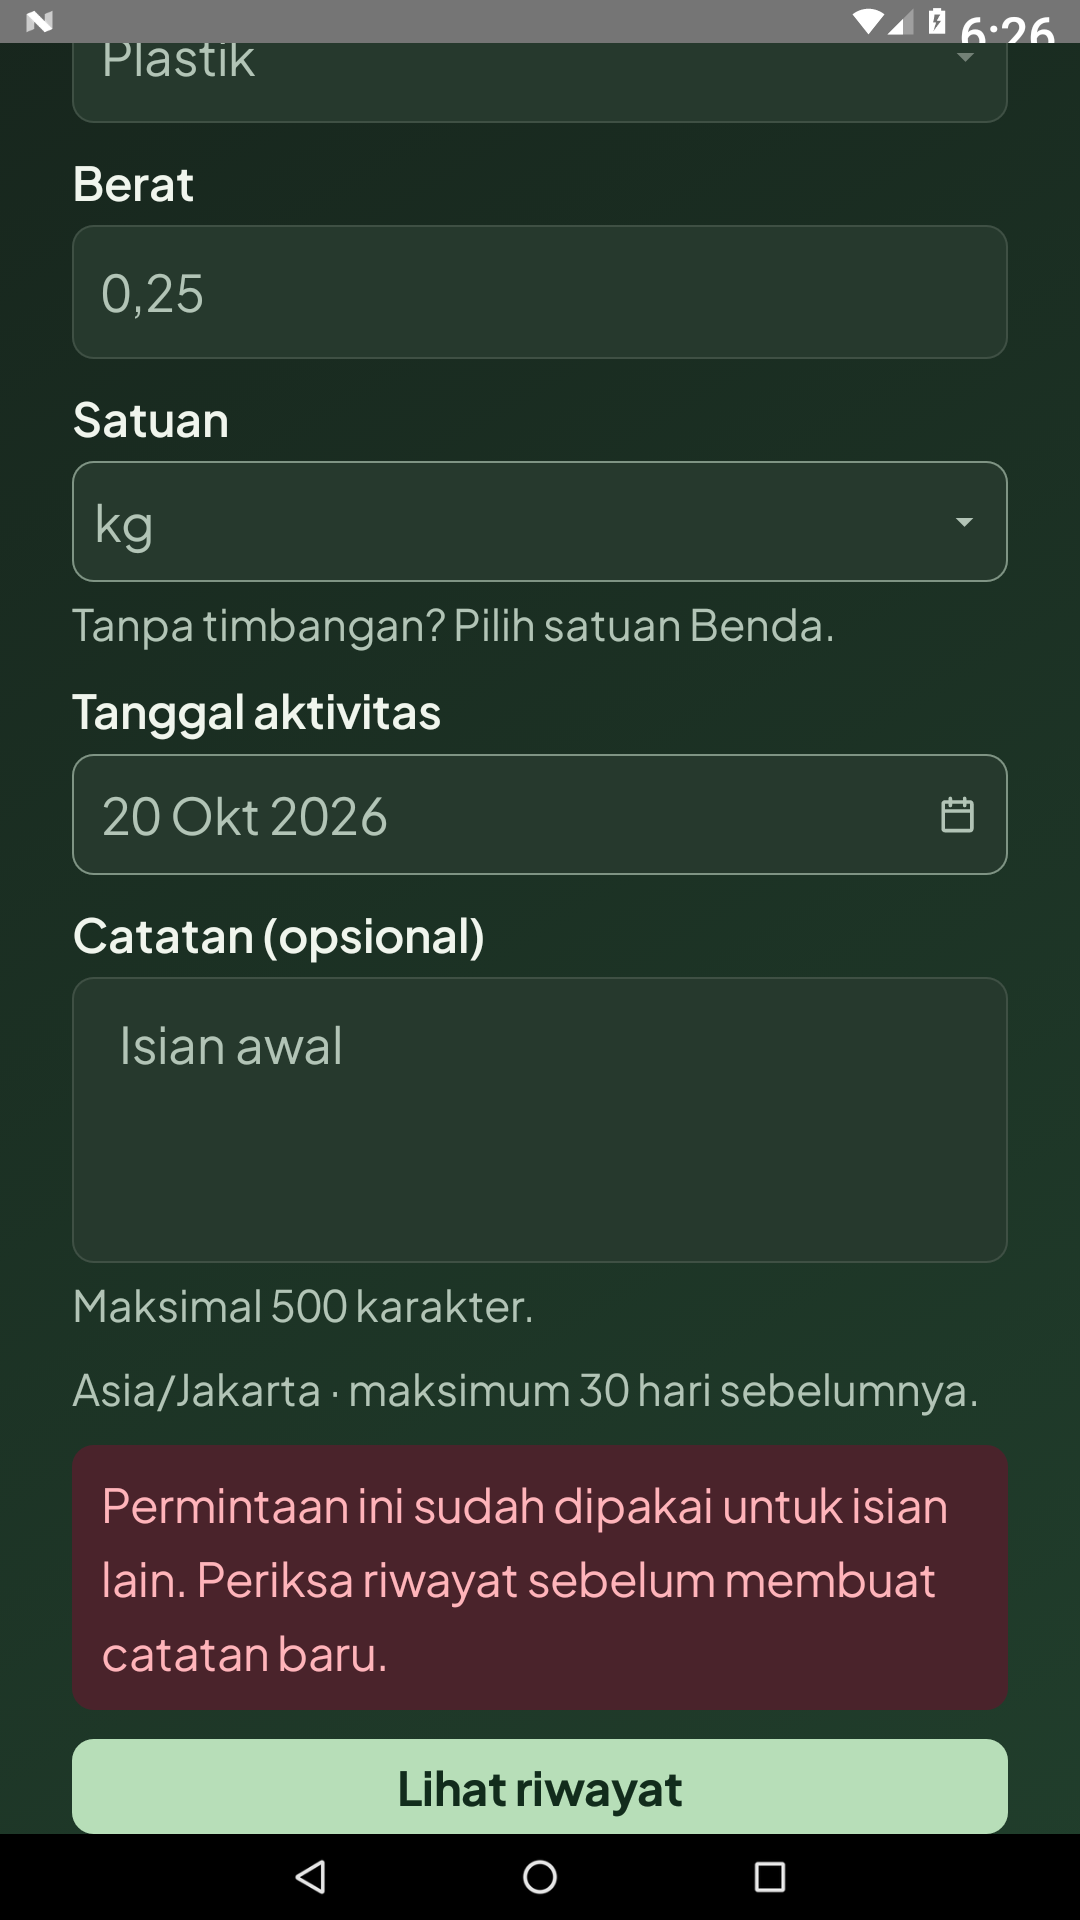 6:26
Plastik
Berat
0,25
Satuan
kg
Tanpa timbangan? Pilih satuan Benda.
Tanggal aktivitas
20 Okt 2026
Catatan (opsional)
Isian awal
Maksimal 500 karakter.
Asia/Jakarta · maksimum 30 hari sebelumnya.
Permintaan ini sudah dipakai untuk isian
lain. Periksa riwayat sebelum membuat
catatan baru.
Lihat riwayat